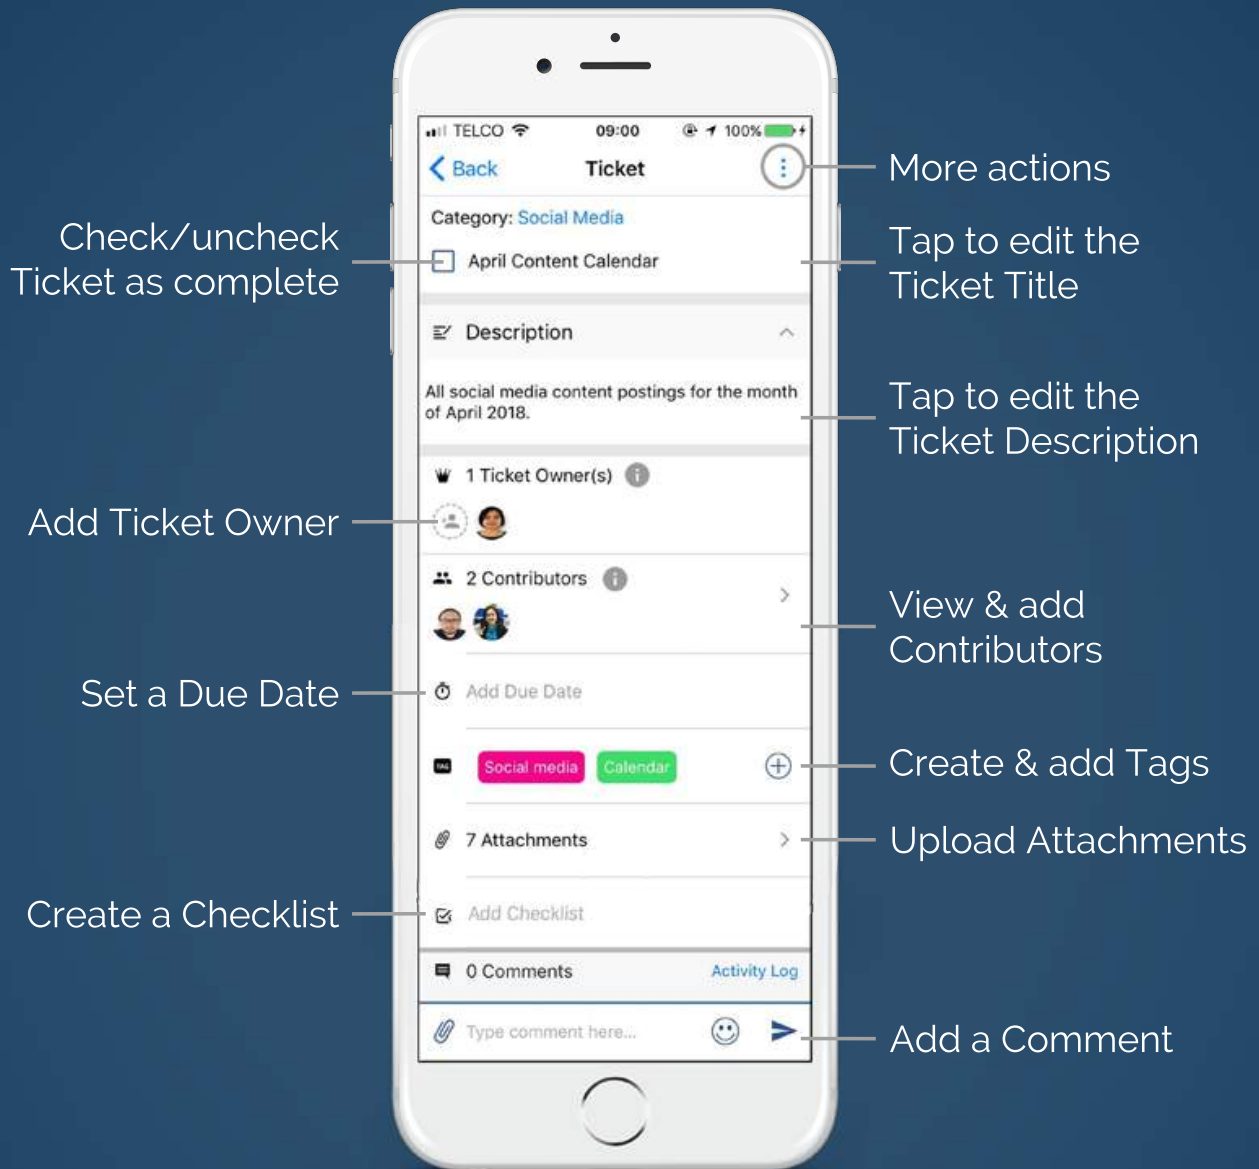 TELCO 09:00 100%
Back Ticket
More actions
Category: Social Media
Check/uncheck
Ticket as complete
April Content Calendar
Tap to edit the
Ticket Title
Description
All social media content postings for the month
of April 2018.
Tap to edit the
Ticket Description
1 Ticket Owner(s) i
Add Ticket Owner
2 Contributors i
View & add
Contributors
Set a Due Date
Add Due Date
TAG Social media Calendar
Create & add Tags
7 Attachments
Upload Attachments
Create a Checklist
Add Checklist
0 Comments Activity Log
Type comment here...
Add a Comment